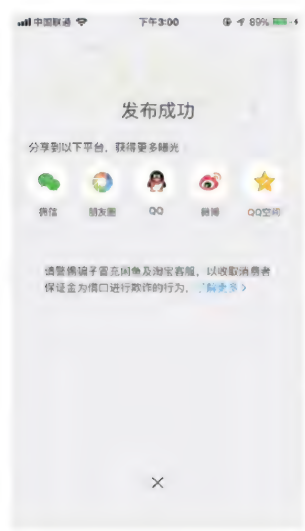 中国联通 下午3:00 89%
发布成功
分享到以下平台，获得更多曝光
微信 朋友圈 QQ 微博 QQ空间
请警惕骗子冒充闲鱼及淘宝客服，以收取消费者
保证金为借口进行欺诈的行为，了解更多>